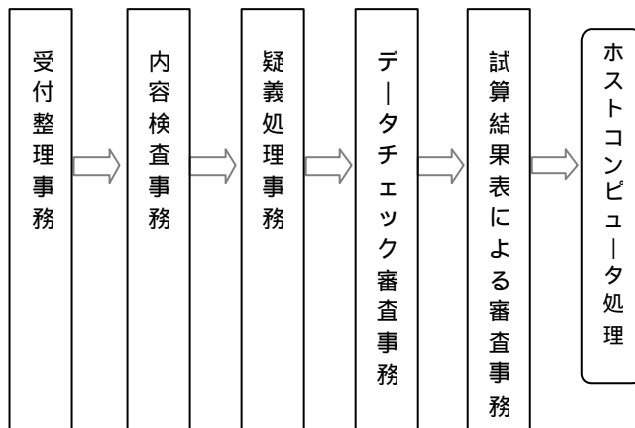 受付整理事務
内容検査事務
疑義処理事務
データチェック審査事務
試算結果表による審査事務
ホストコンピュータ処理